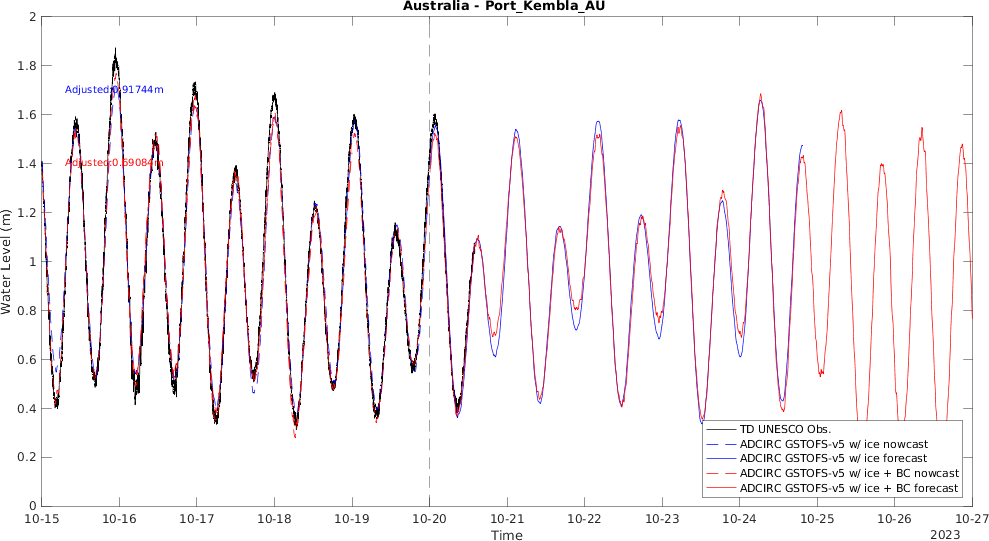 Australia - Port_Kembla_AU
2
1.8
Adjusted:0.91744m
1.6
1.4
Adjusted:0.69084m
1.2
Water Level (m)
1
0.8
0.6
0.4
TD UNESCO Obs.
ADCIRC GSTOFS-v5 w/ ice nowcast
ADCIRC GSTOFS-v5 w/ ice forecast
ADCIRC GSTOFS-v5 w/ ice + BC nowcast
ADCIRC GSTOFS-v5 w/ ice + BC forecast
0.2
0
10-15 10-16 10-17 10-18 10-19 10-20 10-21 10-22 10-23 10-24 10-25 10-26 10-27
Time
2023